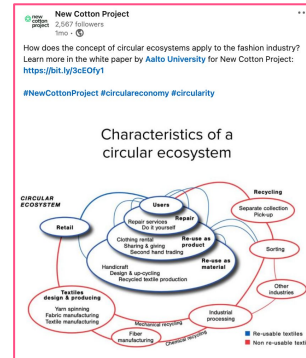 new
cotton
project
New Cotton Project
2,567 followers
1mo •
How does the concept of circular ecosystems apply to the fashion industry?
Learn more in the white paper by Aalto University for New Cotton Project:
https://bit.ly/3cEOfy1
#NewCottonProject #circulareconomy #circularity
Characteristics of a
circular ecosystem
CIRCULAR
ECOSYSTEM
Users
Repair
Repair services
Do it yourself
Retail
Re-use as
product
Clothing rental
Sharing & giving
Second hand trading
Re-use as
material
Handicraft
Design & up-cycling
Recycled textile production
Recycling
Separate collection
Pick-up
Sorting
Other
industries
Industrial
processing
Mechanical recycling
Chemical recycling
Fiber
manufacturing
Textiles
design & producing
Yarn spinning
Fabric manufacturing
Textile manufacturing
Re-usable textiles
Non re-usable texti